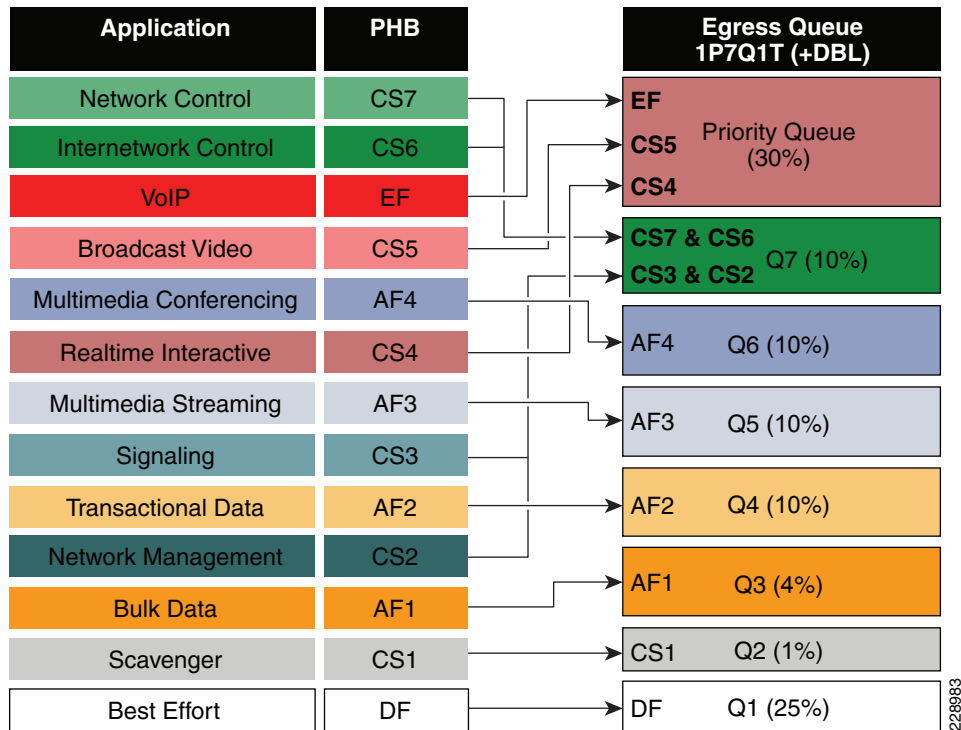 Application
PHB
Egress Queue
1P7Q1T (+DBL)
Network Control
CS7
Internetwork Control
CS6
VoIP
EF
Broadcast Video
CS5
Multimedia Conferencing
AF4
Realtime Interactive
CS4
Multimedia Streaming
AF3
Signaling
CS3
Transactional Data
AF2
Network Management
CS2
Bulk Data
AF1
Scavenger
CS1
Best Effort
DF
EF
CS5
CS4
Priority Queue
(30%)
CS7 & CS6
CS3 & CS2
Q7 (10%)
AF4
Q6 (10%)
AF3
Q5 (10%)
AF2
Q4 (10%)
AF1
Q3 (4%)
CS1
Q2 (1%)
DF
Q1 (25%)
228983